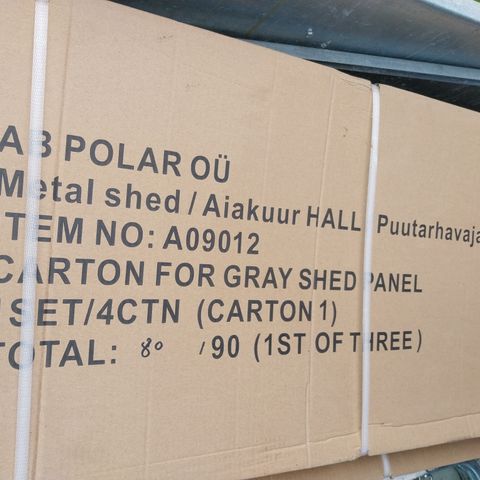 AB POLAR OÜ
Metal shed / Aiakuur HALL Puutarhavaja
ITEM NO: A09012
CARTON FOR GRAY SHED PANEL
SET/4CTN (CARTON 1)
TOTAL: 80 /90 (1ST OF THREE)